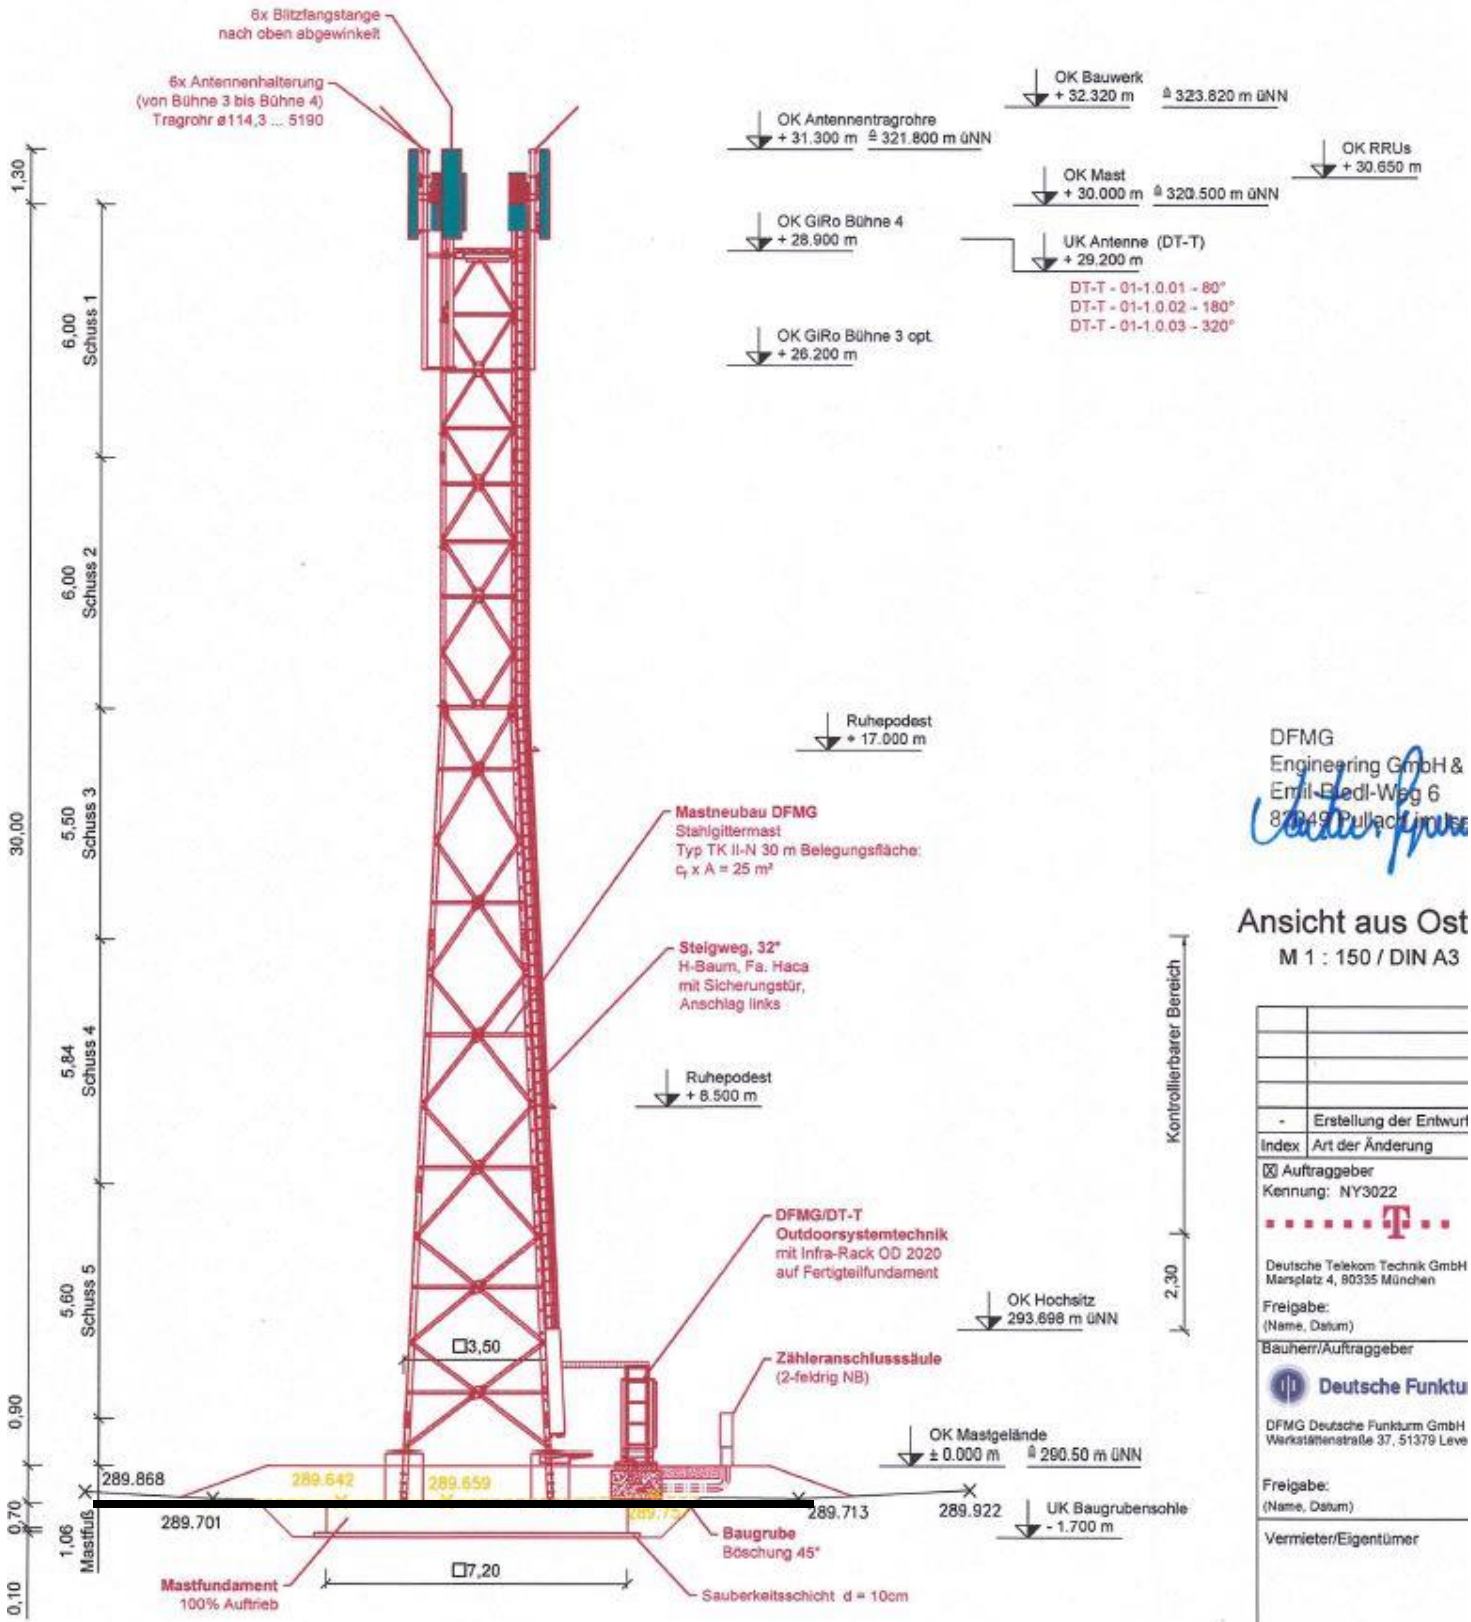 6x Blitzfangstange
nach oben abgewinkelt
6x Antennenhalterung
(von Bühne 3 bis Bühne 4)
Tragrohr ø114,3 ... 5190
OK Bauwerk
+ 32.320 m ≙ 323.820 m üNN
OK Antennentragrohre
+ 31.300 m ≙ 321.800 m üNN
OK RRUs
+ 30.650 m
OK Mast
+ 30.000 m ≙ 320.500 m üNN
OK GiRo Bühne 4
+ 28.900 m
UK Antenne (DT-T)
+ 29.200 m
DT-T - 01-1.0.01 - 80°
DT-T - 01-1.0.02 - 180°
DT-T - 01-1.0.03 - 320°
OK GiRo Bühne 3 opt.
+ 26.200 m
1,30
30,00
0,90
0,70
0,10
6,00
Schuss 1
6,00
Schuss 2
5,50
Schuss 3
5,84
Schuss 4
5,60
Schuss 5
1,06
Mastfuß
Ruhepodest
+ 17.000 m
Mastneubau DFMG
Stahlgittermast
Typ TK II-N 30 m Belegungsfläche:
cf x A = 25 m²
Steigweg, 32°
H-Baum, Fa. Haca
mit Sicherungstür,
Anschlag links
Ruhepodest
+ 8.500 m
DFMG/DT-T
Outdoorsystemtechnik
mit Infra-Rack OD 2020
auf Fertigteilfundament
Kontrollierbarer Bereich
2,30
OK Hochsitz
293.698 m üNN
Zähleranschlusssäule
(2-feldrig NB)
□3,50
OK Mastgelände
± 0.000 m ≙ 290.50 m üNN
289.868
289.642
289.659
289.701
289.75
289.713
289.922
UK Baugrubensohle
- 1.700 m
Baugrube
Böschung 45°
□7,20
Mastfundament
100% Auftrieb
Sauberkeitsschicht d = 10cm
DFMG
Engineering GmbH &
Emil-Riedl-Weg 6
82049 Pullach im Isa
Ansicht aus Ost
M 1 : 150 / DIN A3
- Erstellung der Entwurf
Index Art der Änderung
☒ Auftraggeber
Kennung: NY3022
T
Deutsche Telekom Technik GmbH
Marsplatz 4, 80335 München
Freigabe:
(Name, Datum)
Bauherr/Auftraggeber
Deutsche Funktu
DFMG Deutsche Funkturm GmbH
Werkstättenstraße 37, 51379 Leve
Freigabe:
(Name, Datum)
Vermieter/Eigentümer